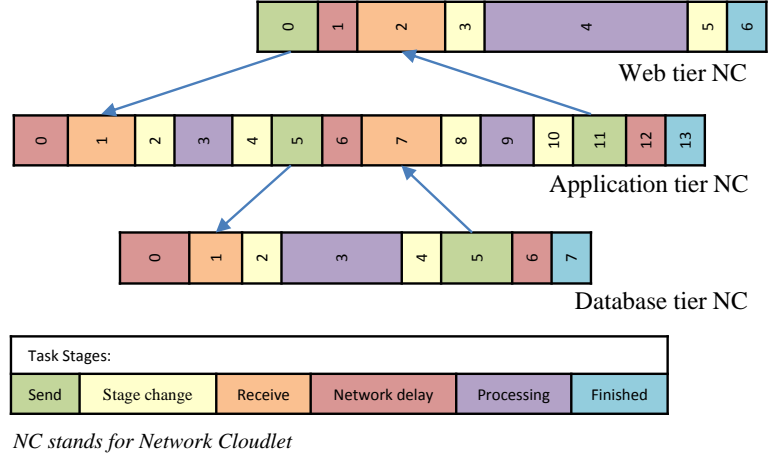 0 1 2 3 4 5 6
Web tier NC
0 1 2 3 4 5 6 7 8 9 10 11 12 13
Application tier NC
0 1 2 3 4 5 6 7
Database tier NC
Task Stages:
Send Stage change Receive Network delay Processing Finished
NC stands for Network Cloudlet